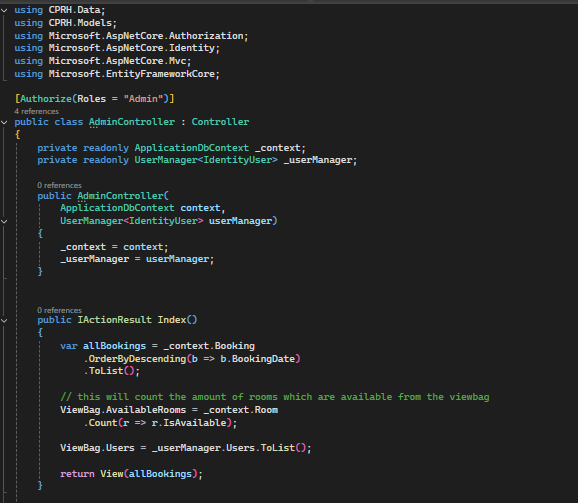 using CPRH.Data;
using CPRH.Models;
using Microsoft.AspNetCore.Authorization;
using Microsoft.AspNetCore.Identity;
using Microsoft.AspNetCore.Mvc;
using Microsoft.EntityFrameworkCore;

[Authorize(Roles = "Admin")]
4 references
public class AdminController : Controller
{
    private readonly ApplicationDbContext _context;
    private readonly UserManager<IdentityUser> _userManager;

    0 references
    public AdminController(
        ApplicationDbContext context,
        UserManager<IdentityUser> userManager)
    {
        _context = context;
        _userManager = userManager;
    }

    0 references
    public IActionResult Index()
    {
        var allBookings = _context.Booking
            .OrderByDescending(b => b.BookingDate)
            .ToList();

        // this will count the amount of rooms which are available from the viewbag
        ViewBag.AvailableRooms = _context.Room
            .Count(r => r.IsAvailable);

        ViewBag.Users = _userManager.Users.ToList();

        return View(allBookings);
    }